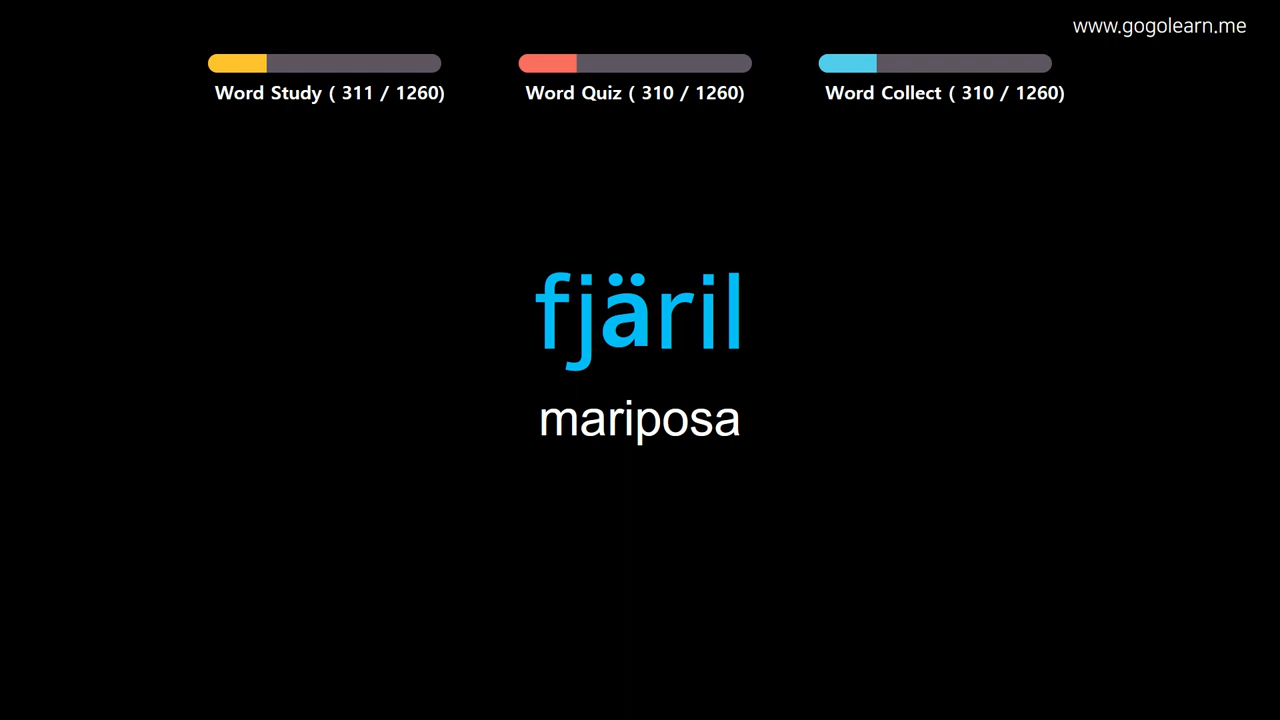 www.gogolearn.me
Word Study ( 311 / 1260)
Word Quiz ( 310 / 1260)
Word Collect ( 310 / 1260)
fjäril
mariposa